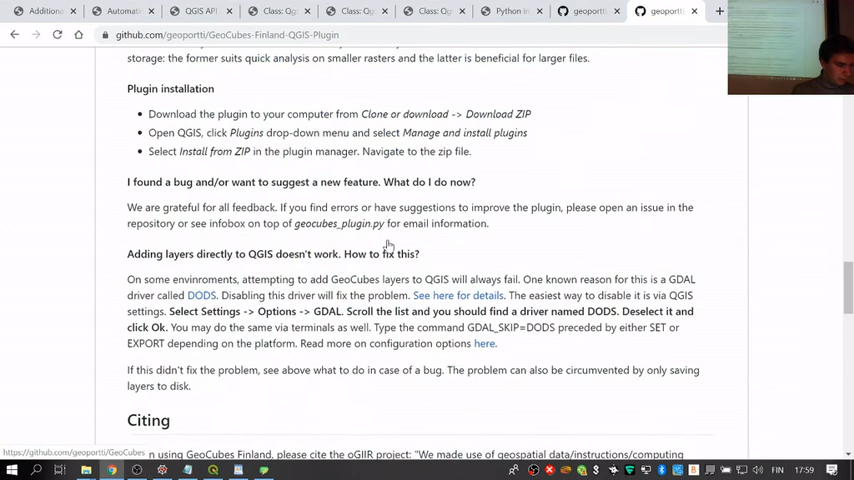 Additiona
Automati
QGIS API
Class: Qg
Class: Qg
Class: Qg
Python in
geoportti
geoportti
github.com/geoportti/GeoCubes-Finland-QGIS-Plugin
storage: the former suits quick analysis on smaller rasters and the latter is beneficial for larger files.
Plugin installation
• Download the plugin to your computer from Clone or download -> Download ZIP
• Open QGIS, click Plugins drop-down menu and select Manage and install plugins
• Select Install from ZIP in the plugin manager. Navigate to the zip file.
I found a bug and/or want to suggest a new feature. What do I do now?
We are grateful for all feedback. If you find errors or have suggestions to improve the plugin, please open an issue in the
repository or see infobox on top of geocubes_plugin.py for email information.
Adding layers directly to QGIS doesn't work. How to fix this?
On some envinroments, attempting to add GeoCubes layers to QGIS will always fail. One known reason for this is a GDAL
driver called DODS. Disabling this driver will fix the problem. See here for details. The easiest way to disable it is via QGIS
settings. Select Settings -> Options -> GDAL. Scroll the list and you should find a driver named DODS. Deselect it and
click Ok. You may do the same via terminals as well. Type the command GDAL_SKIP=DODS preceded by either SET or
EXPORT depending on the platform. Read more on configuration options here.
If this didn't fix the problem, see above what to do in case of a bug. The problem can also be circumvented by only saving
layers to disk.
Citing
n using GeoCubes Finland, please cite the oGIIR project: "We made use of geospatial data/instruments/computing
https://github.com/geoportti/GeoCubes
FIN
17:59